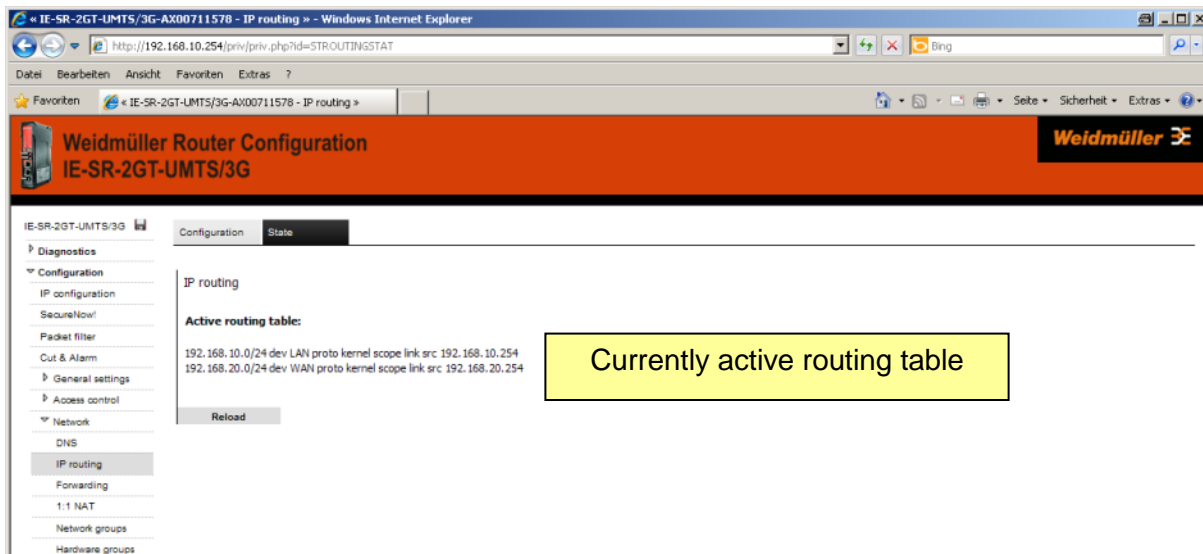 « IE-SR-2GT-UMTS/3G-AX00711578 - IP routing » - Windows Internet Explorer
http://192.168.10.254/priv/priv.php?id=STROUTINGSTAT
Bing
Datei Bearbeiten Ansicht Favoriten Extras ?
Favoriten
« IE-SR-2GT-UMTS/3G-AX00711578 - IP routing »
Seite Sicherheit Extras
Weidmüller Router Configuration
IE-SR-2GT-UMTS/3G
Weidmüller
IE-SR-2GT-UMTS/3G
Configuration State
Diagnostics
Configuration
IP configuration
SecureNow!
Packet filter
Cut & Alarm
General settings
Access control
Network
DNS
IP routing
Forwarding
1:1 NAT
Network groups
Hardware groups
IP routing
Active routing table:
192.168.10.0/24 dev LAN proto kernel scope link src 192.168.10.254
192.168.20.0/24 dev WAN proto kernel scope link src 192.168.20.254
Reload
Currently active routing table